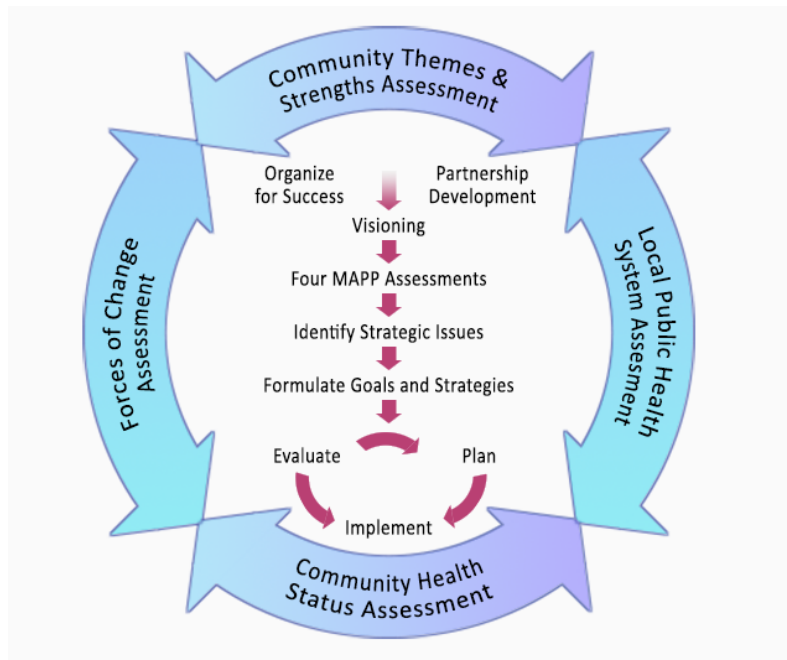 Community Themes &
Strengths Assessment
Organize
for Success
Partnership
Development
Visioning
Four MAPP Assessments
Identify Strategic Issues
Formulate Goals and Strategies
Evaluate
Plan
Implement
Forces of Change
Assessment
Local Public Health
System Assesment
Community Health
Status Assessment